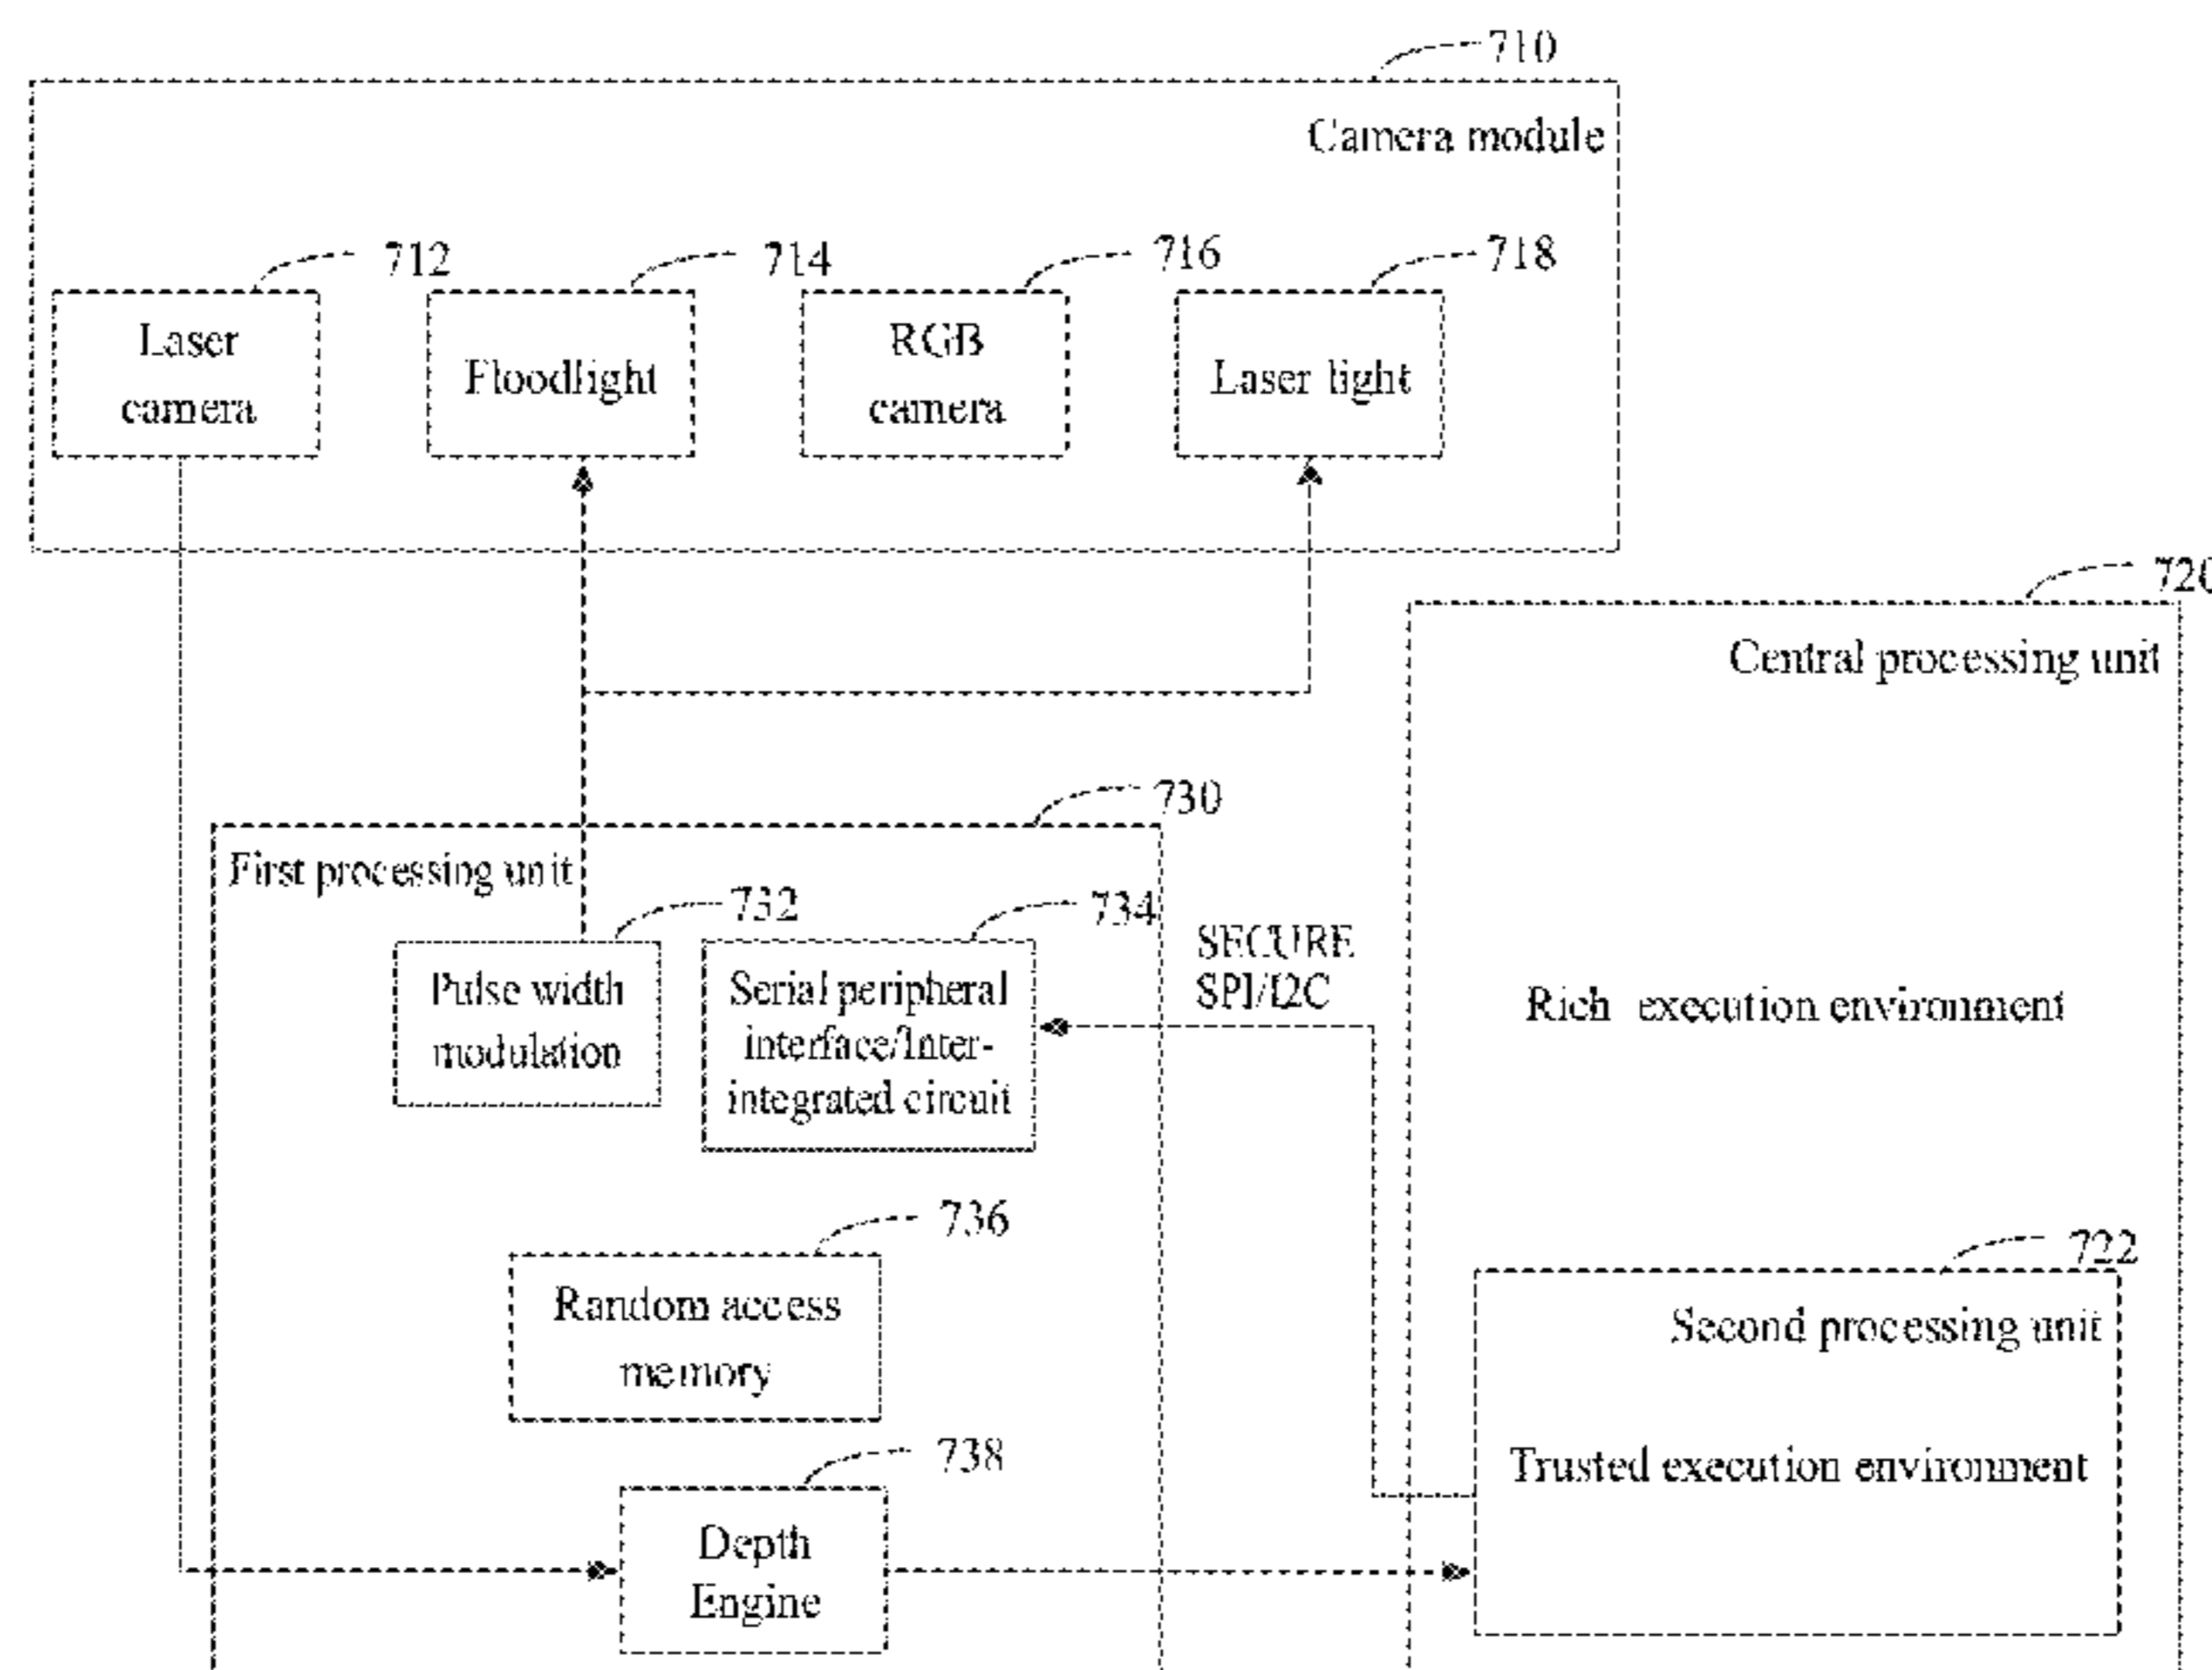 710
Camera module
712
714
716
718
Laser
camera
Floodlight
RGB
camera
Laser light
720
Central processing unit
730
First processing unit
732
734
Pulse width
modulation
Serial peripheral
interface/Inter-
integrated circuit
SECURE
SPI/I2C
Rich execution environment
736
Random access
memory
722
Second processing unit
Trusted execution environment
738
Depth
Engine